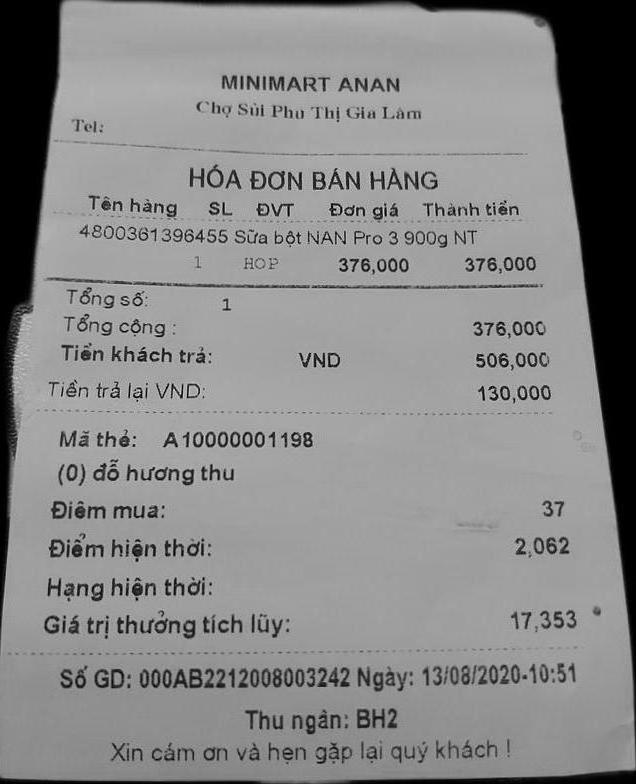 MINIMART ANAN
Chợ Sủi Phu Thị Gia Lâm
Tel:
HÓA ĐƠN BÁN HÀNG
Tên hàng SL ĐVT Đơn giá Thành tiền
4800361396455 Sữa bột NAN Pro 3 900g NT
1 HOP 376,000 376,000
Tổng số: 1
Tổng cộng : 376,000
Tiền khách trả: VND 506,000
Tiền trả lại VND: 130,000
Mã thẻ: A10000001198
(0) đỗ hương thu
Điểm mua: 37
Điểm hiện thời: 2,062
Hạng hiện thời:
Giá trị thưởng tích lũy: 17,353
Số GD: 000AB2212008003242 Ngày: 13/08/2020-10:51
Thu ngân: BH2
Xin cám ơn và hẹn gặp lại quý khách !